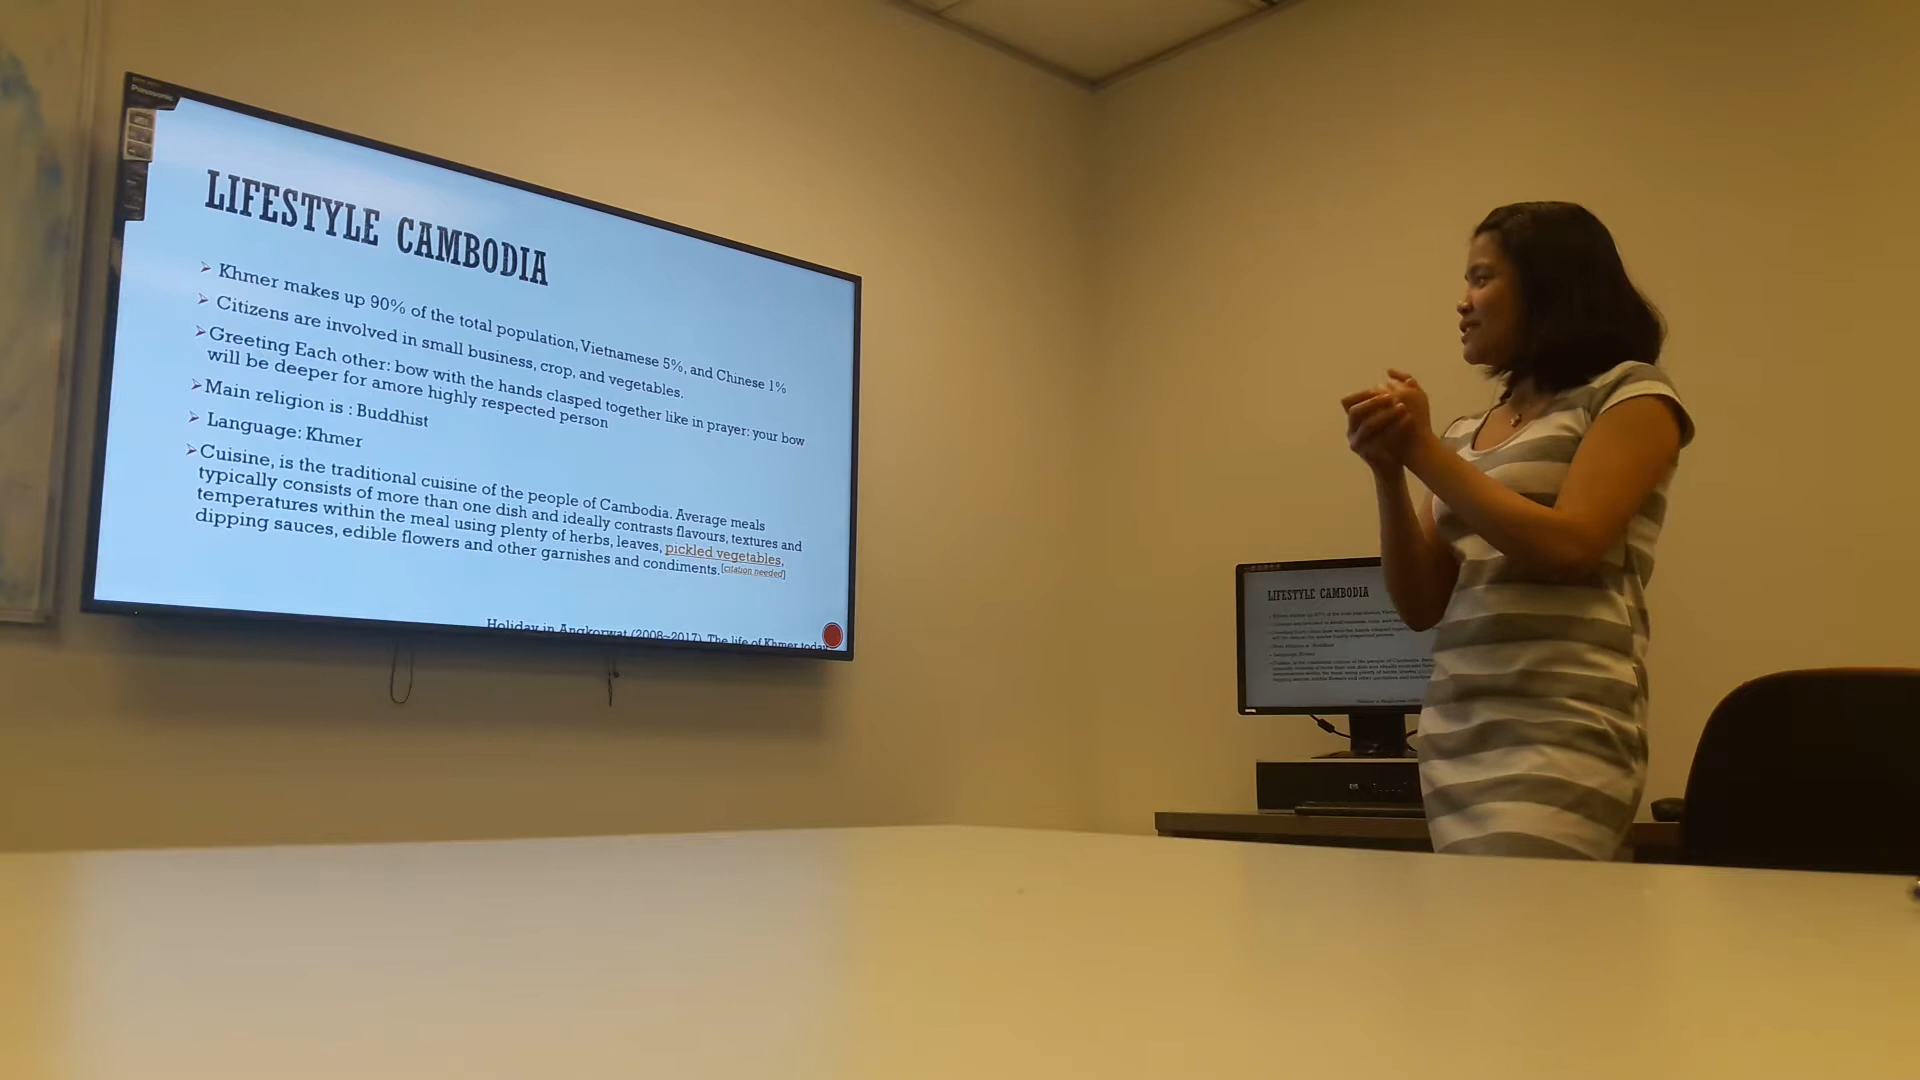 Panasonic
LIFESTYLE CAMBODIA
Khmer makes up 90% of the total population, Vietnamese 5%, and Chinese 1%
Citizens are involved in small business, crop, and vegetables.
Greeting Each other: bow with the hands clasped together like in prayer: your bow
will be deeper for amore highly respected person
Main religion is : Buddhist
Language: Khmer
Cuisine, is the traditional cuisine of the people of Cambodia. Average meals
typically consists of more than one dish and ideally contrasts flavours, textures and
temperatures within the meal using plenty of herbs, leaves, pickled vegetables,
dipping sauces, edible flowers and other garnishes and condiments.[citation needed]
Holiday in Angkorwat (2008-2017). The life of Khmer today
LIFESTYLE CAMBODIA